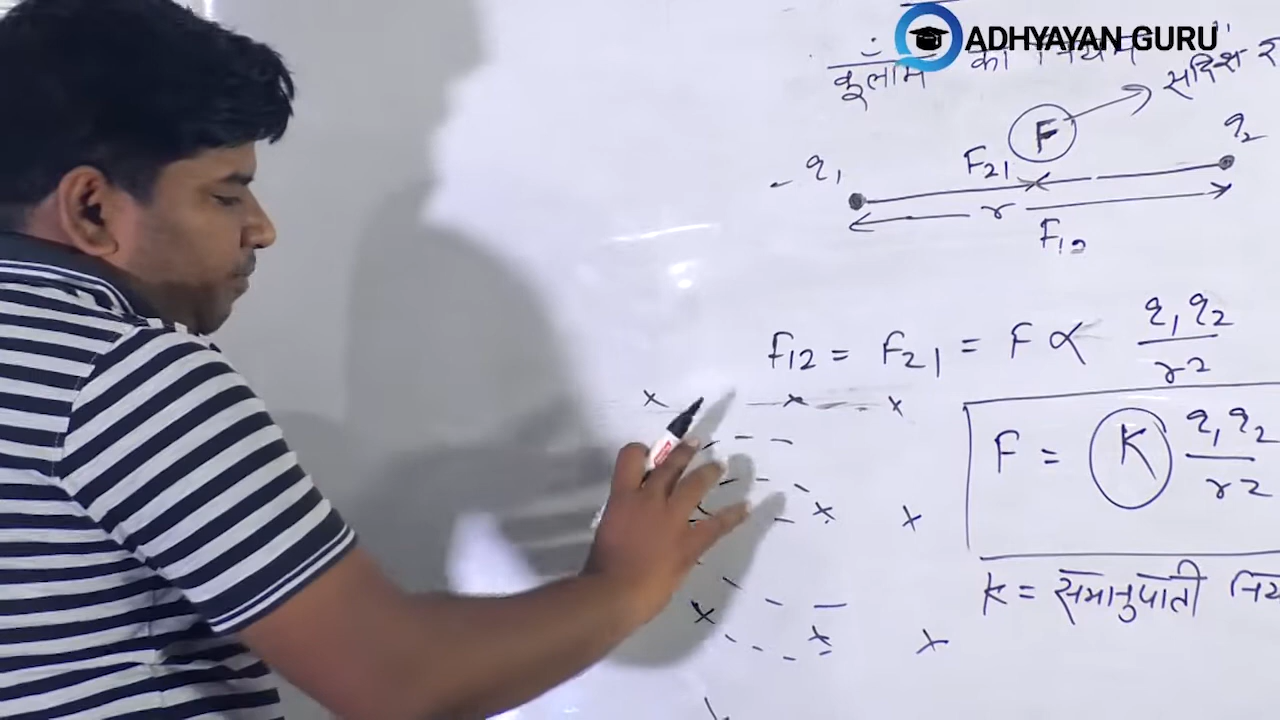 ADHYAYAN GURU
कूलॉम का नियम
सदिश
F
- q₁ F₂₁ q₂
r
F₁₂
F₁₂ = F₂₁ = F ∝ q₁q₂/r2
F = K q₁q₂/r2
k = समानुपाती